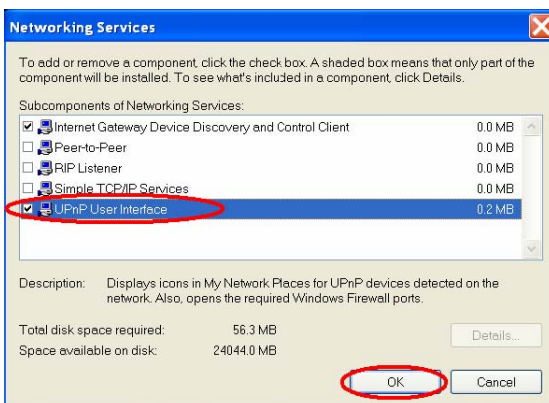 Networking Services
To add or remove a component, click the check box. A shaded box means that only part of the
component will be installed. To see what's included in a component, click Details.
Subcomponents of Networking Services:
Internet Gateway Device Discovery and Control Client 0.0 MB
Peer-to-Peer 0.0 MB
RIP Listener 0.0 MB
Simple TCP/IP Services 0.0 MB
UPnP User Interface 0.2 MB
Description: Displays icons in My Network Places for UPnP devices detected on the
network. Also, opens the required Windows Firewall ports.
Total disk space required: 56.3 MB
Space available on disk: 24044.0 MB
Details...
OK Cancel